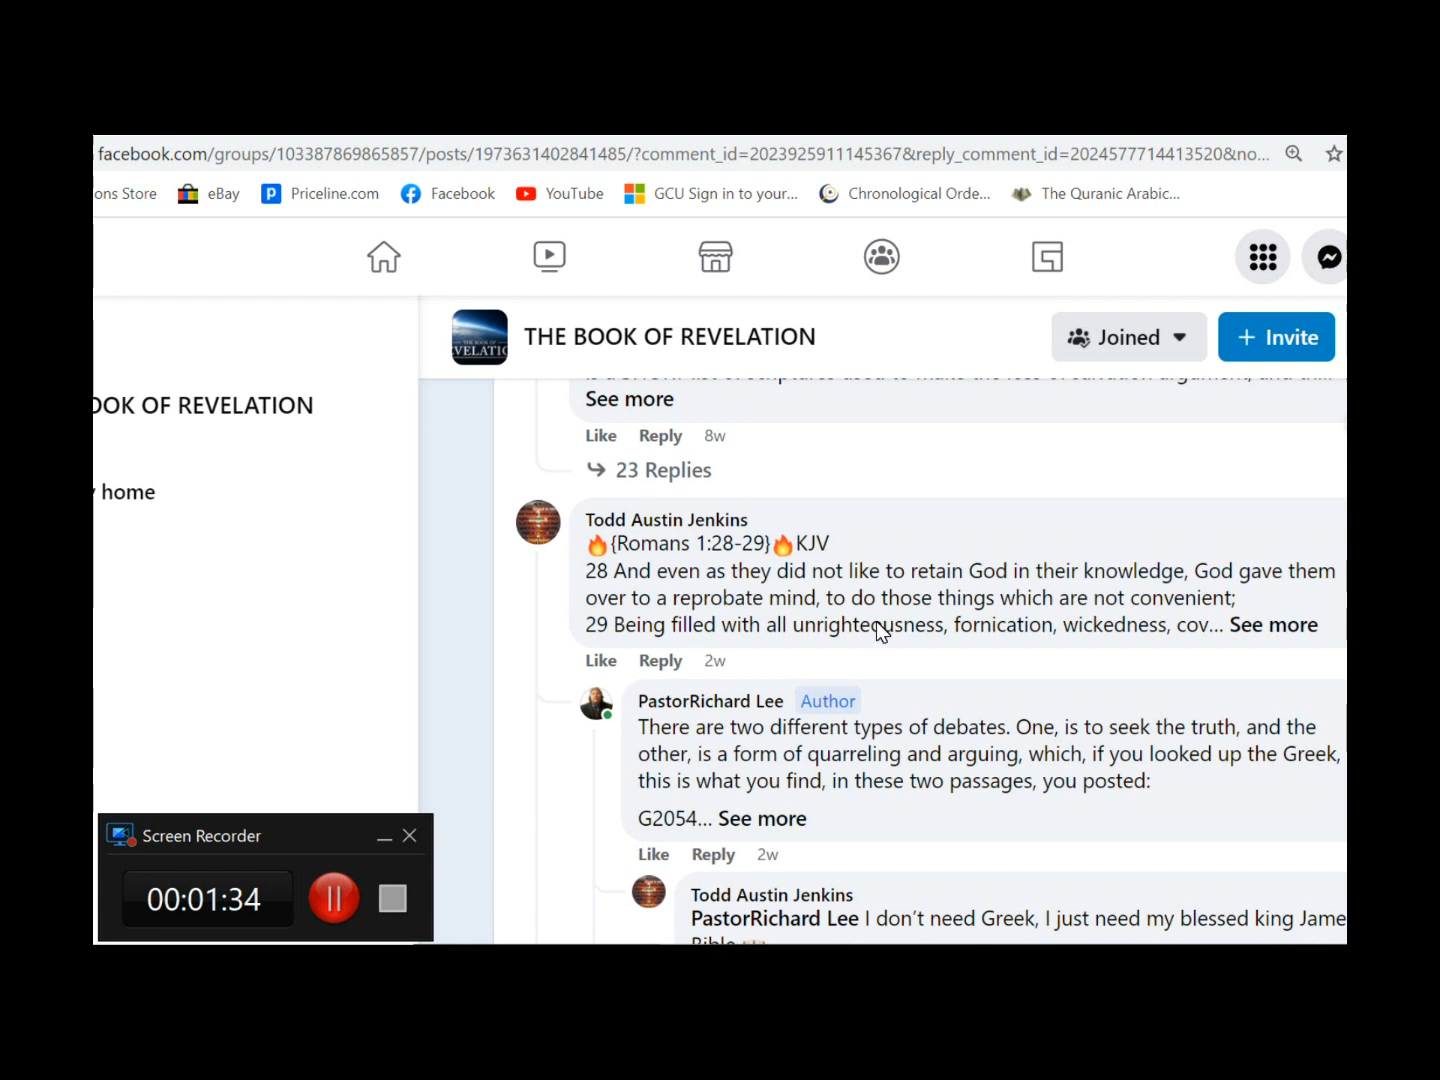 facebook.com/groups/103387869865857/posts/1973631402841485/?comment_id=2023925911145367&reply_comment_id=2024577714413520&no...
ons Store eBay Priceline.com Facebook YouTube GCU Sign in to your... Chronological Orde... The Quranic Arabic...
THE BOOK OF REVELATION
Joined + Invite
OOK OF REVELATION
home
See more
Like Reply 8w
23 Replies
Todd Austin Jenkins
🔥{Romans 1:28-29}🔥KJV
28 And even as they did not like to retain God in their knowledge, God gave them
over to a reprobate mind, to do those things which are not convenient;
29 Being filled with all unrighteousness, fornication, wickedness, cov... See more
Like Reply 2w
PastorRichard Lee Author
There are two different types of debates. One, is to seek the truth, and the
other, is a form of quarreling and arguing, which, if you looked up the Greek,
this is what you find, in these two passages, you posted:
G2054... See more
Like Reply 2w
Todd Austin Jenkins
PastorRichard Lee I don't need Greek, I just need my blessed king Jame
Bible
Screen Recorder
00:01:34